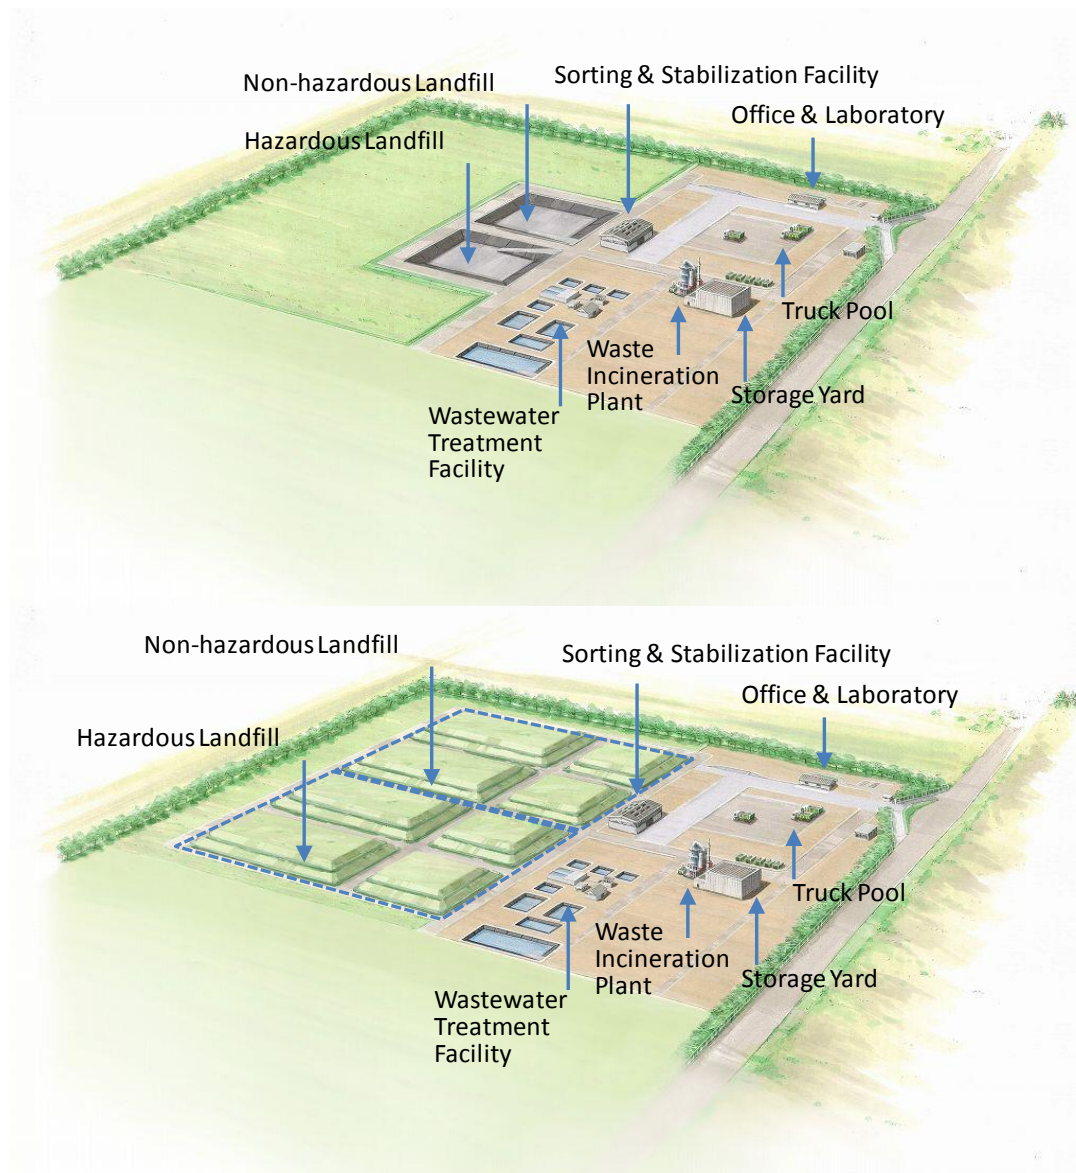 Non-hazardous Landfill
Sorting & Stabilization Facility
Office & Laboratory
Hazardous Landfill
Truck Pool
Waste
Incineration
Plant
Storage Yard
Wastewater
Treatment
Facility
Non-hazardous Landfill
Sorting & Stabilization Facility
Office & Laboratory
Hazardous Landfill
Truck Pool
Waste
Incineration
Plant
Storage Yard
Wastewater
Treatment
Facility